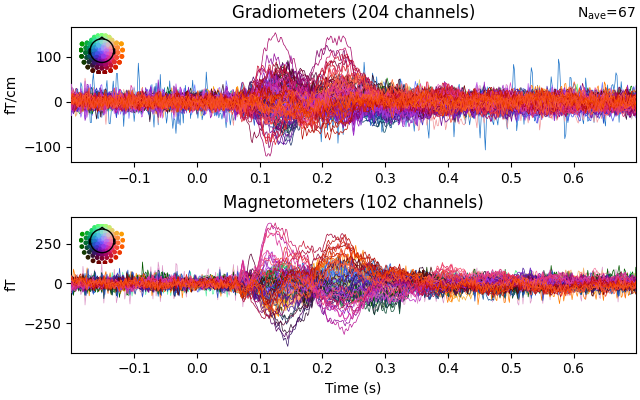 Gradiometers (204 channels)
Nave=67
fT/cm
100
0
−100
−0.1 0.0 0.1 0.2 0.3 0.4 0.5 0.6
Magnetometers (102 channels)
fT
250
0
−250
−0.1 0.0 0.1 0.2 0.3 0.4 0.5 0.6
Time (s)